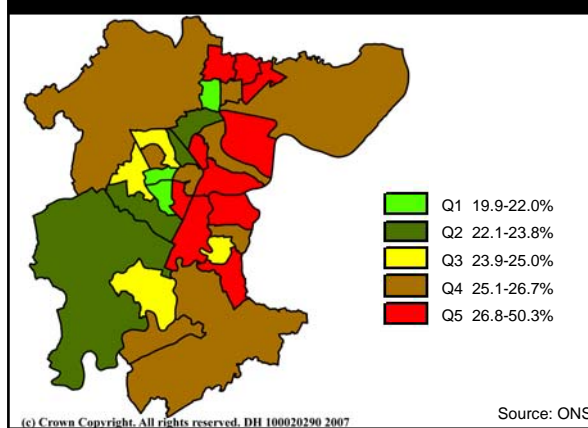 Q1 19.9-22.0%
Q2 22.1-23.8%
Q3 23.9-25.0%
Q4 25.1-26.7%
Q5 26.8-50.3%
Source: ONS
(c) Crown Copyright. All rights reserved. DH 100020290 2007